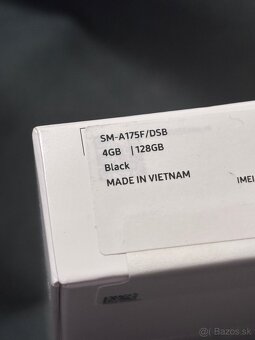 SM-A175F/DSB
4GB | 128GB
Black
MADE IN VIETNAM
IMEI
Bazos.sk